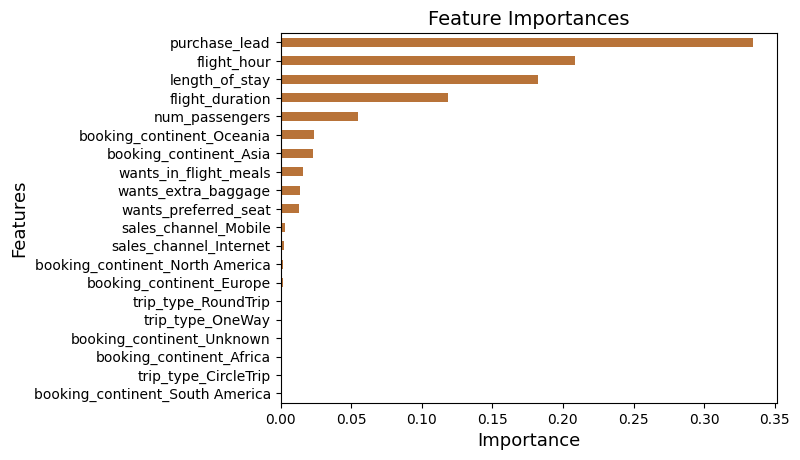 Feature Importances
Features
purchase_lead
flight_hour
length_of_stay
flight_duration
num_passengers
booking_continent_Oceania
booking_continent_Asia
wants_in_flight_meals
wants_extra_baggage
wants_preferred_seat
sales_channel_Mobile
sales_channel_Internet
booking_continent_North America
booking_continent_Europe
trip_type_RoundTrip
trip_type_OneWay
booking_continent_Unknown
booking_continent_Africa
trip_type_CircleTrip
booking_continent_South America
0.00 0.05 0.10 0.15 0.20 0.25 0.30 0.35
Importance